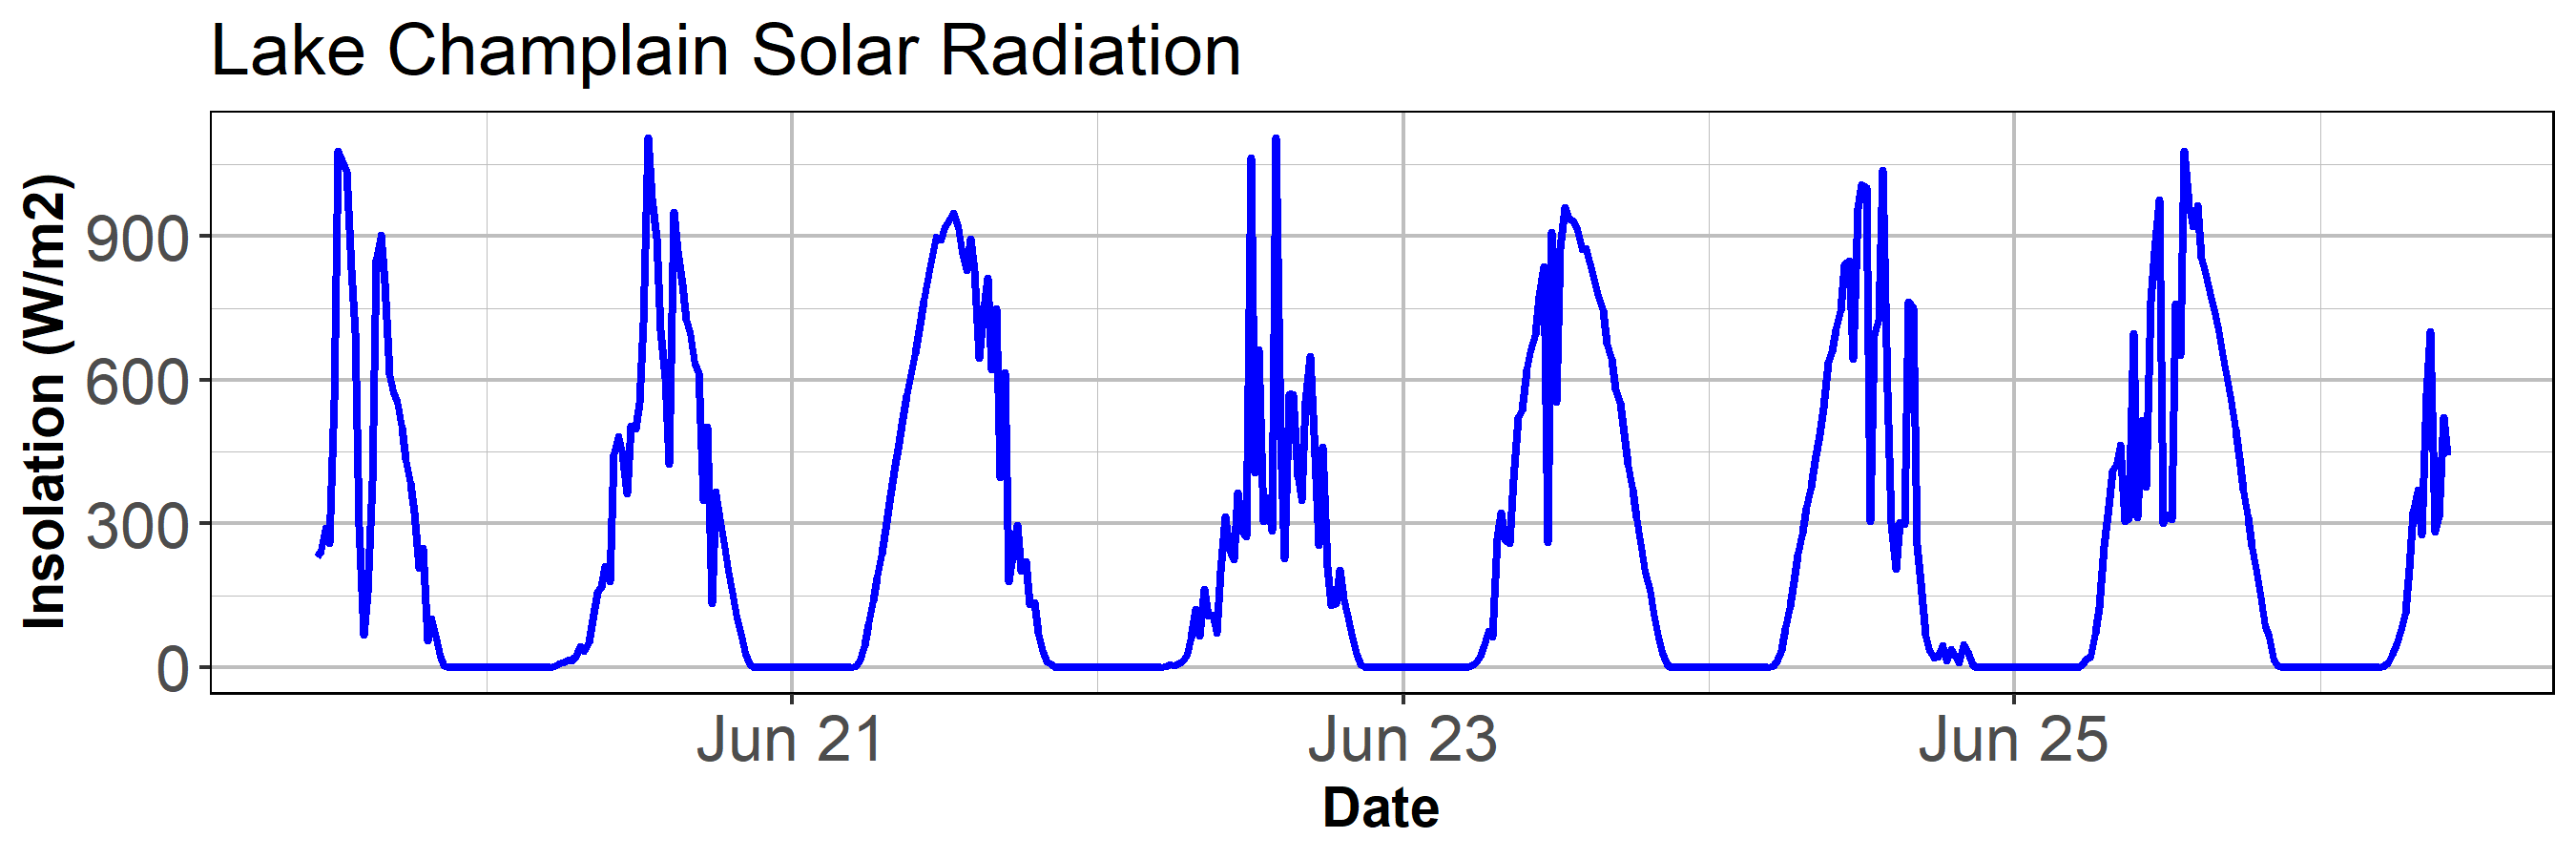 Lake Champlain Solar Radiation
Insolation (W/m2)
900
600
300
0
Jun 21 Jun 23 Jun 25
Date